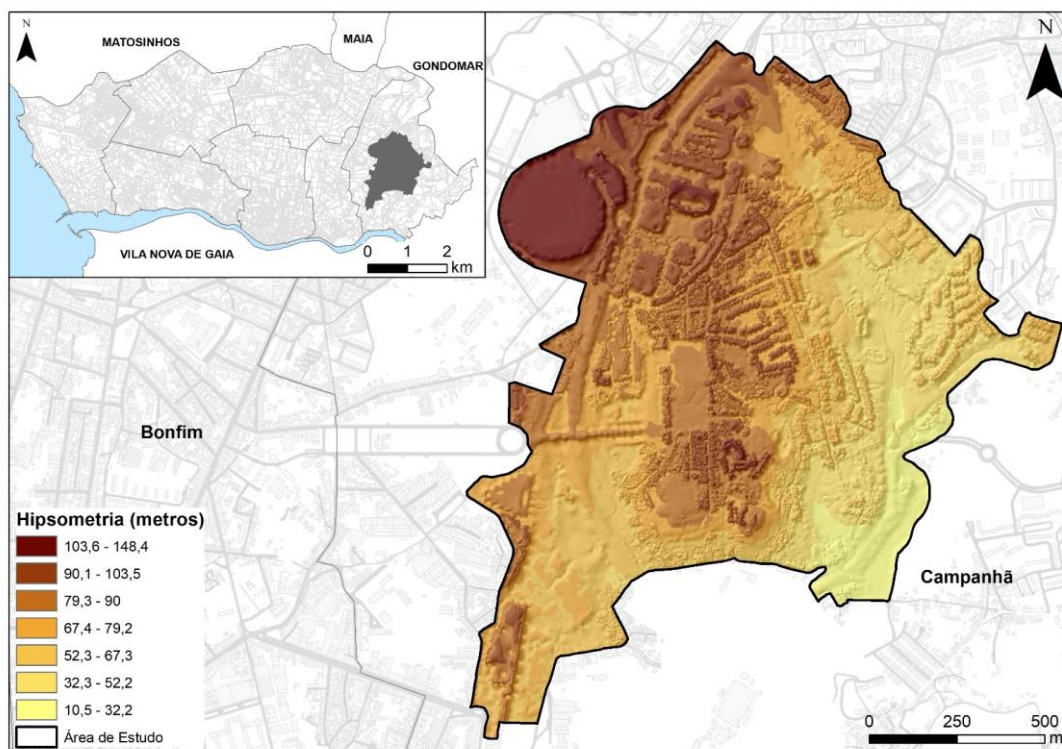 N
MATOSINHOS
MAIA
GONDOMAR
VILA NOVA DE GAIA
0 1 2
km
N
Bonfim
Campanhã
Hipsometria (metros)
103,6 - 148,4
90,1 - 103,5
79,3 - 90
67,4 - 79,2
52,3 - 67,3
32,3 - 52,2
10,5 - 32,2
Área de Estudo
0 250 500
m